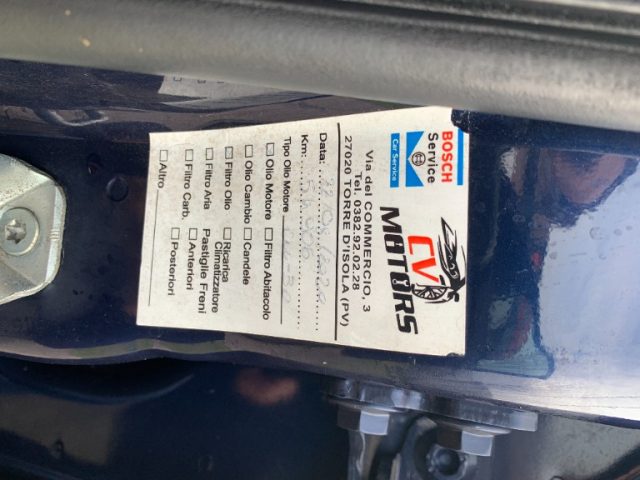 BOSCH
Service
Car Service
CV
MOTORS
Via del COMMERCIO, 3
Tel. 0382.92.02.28
27020 TORRE D'ISOLA (PV)
Data:
Km:
Tipo Olio Motore
Olio Motore Filtro Abitacolo
Olio Cambio Candele
Filtro Olio Ricarica
Climatizzatore
Filtro Aria Pastiglie Freni
Filtro Carb. Anteriori
Altro Posteriori